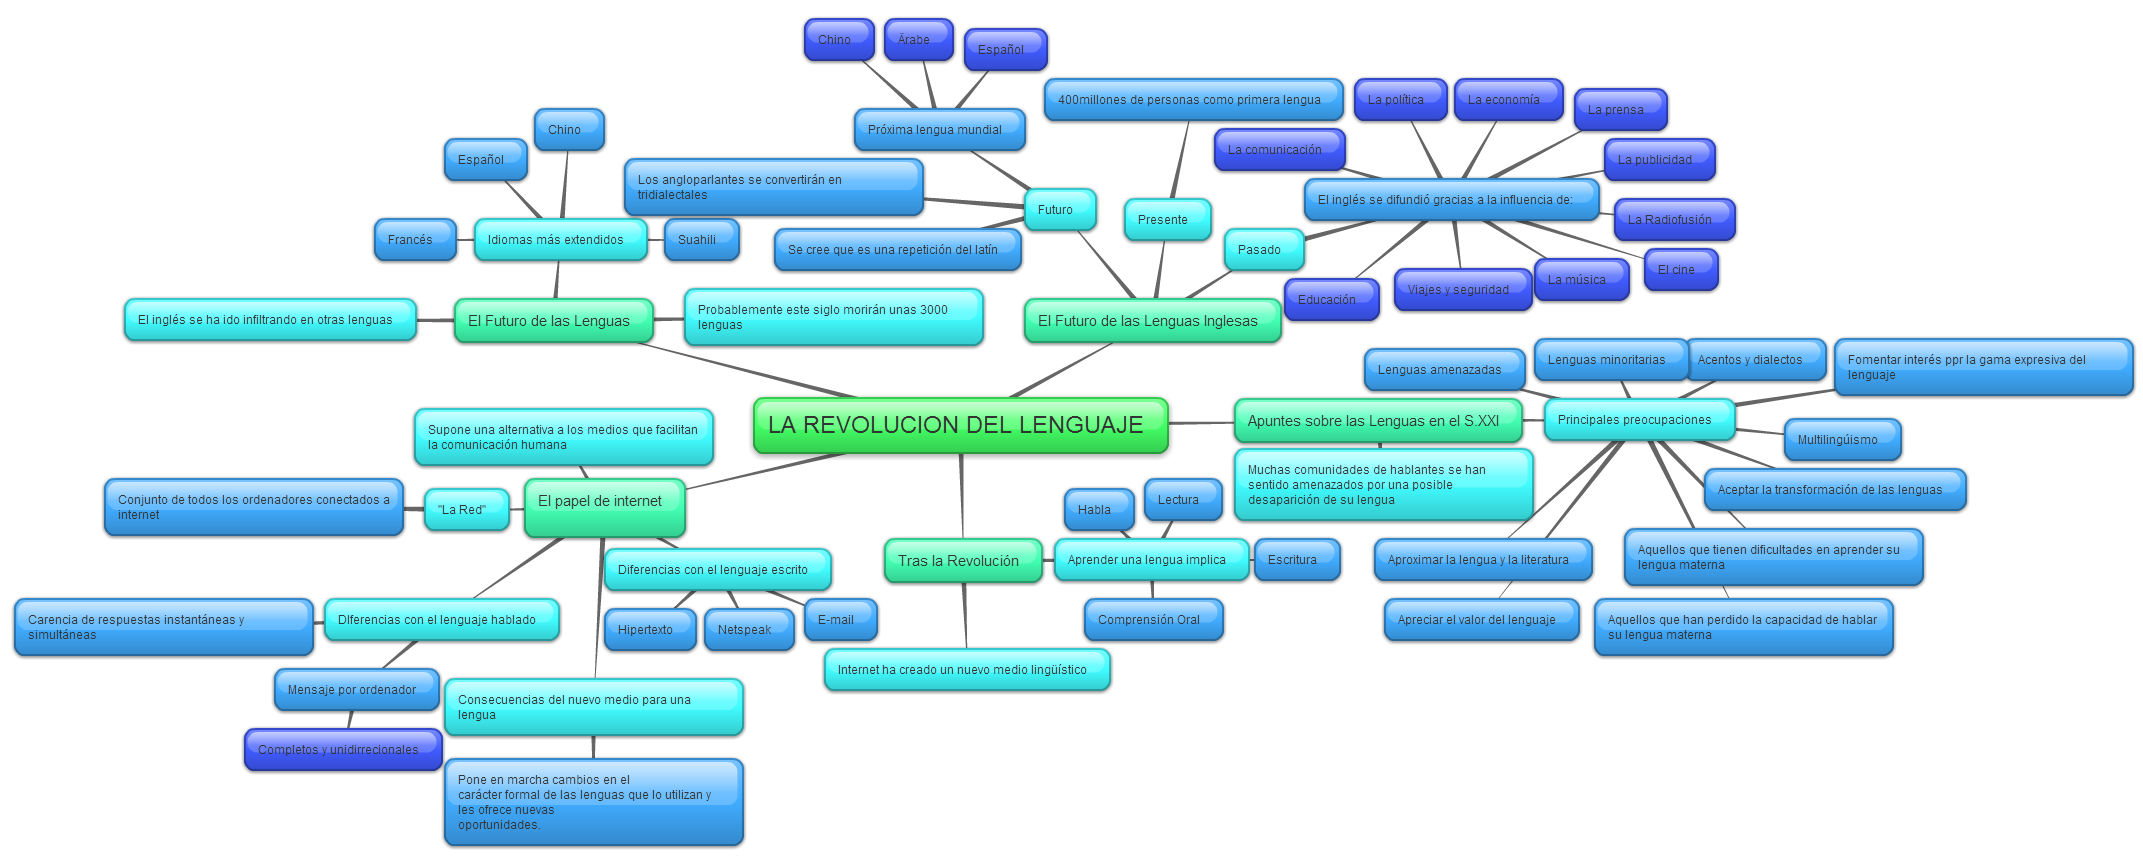 Chino
Árabe
Español
Próxima lengua mundial
400millones de personas como primera lengua
La política
La economía
La prensa
La comunicación
La publicidad
El inglés se difundió gracias a la influencia de:
La Radiofusión
El cine
La música
Viajes y seguridad
Educación
Chino
Español
Francés
Idiomas más extendidos
Suahili
Los angloparlantes se convertirán en
tridialectales
Futuro
Presente
Pasado
Se cree que es una repetición del latín
El inglés se ha ido infiltrando en otras lenguas
El Futuro de las Lenguas
Probablemente este siglo morirán unas 3000
lenguas
El Futuro de las Lenguas Inglesas
Lenguas amenazadas
Lenguas minoritarias
Acentos y dialectos
Fomentar interés ppr la gama expresiva del
lenguaje
LA REVOLUCION DEL LENGUAJE
Apuntes sobre las Lenguas en el S.XXI
Principales preocupaciones
Multilingúismo
Muchas comunidades de hablantes se han
sentido amenazados por una posible
desaparición de su lengua
Aceptar la transformación de las lenguas
Aproximar la lengua y la literatura
Aquellos que tienen dificultades en aprender su
lengua materna
Apreciar el valor del lenguaje
Aquellos que han perdido la capacidad de hablar
su lengua materna
Supone una alternativa a los medios que facilitan
la comunicación humana
Conjunto de todos los ordenadores conectados a
internet
"La Red"
El papel de internet
Habla
Lectura
Tras la Revolución
Aprender una lengua implica
Escritura
Comprensión Oral
Internet ha creado un nuevo medio lingüístico
Diferencias con el lenguaje escrito
Hipertexto
Netspeak
E-mail
Carencia de respuestas instantáneas y
simultáneas
DIferencias con el lenguaje hablado
Mensaje por ordenador
Completos y unidirrecionales
Consecuencias del nuevo medio para una
lengua
Pone en marcha cambios en el
carácter formal de las lenguas que lo utilizan y
les ofrece nuevas
oportunidades.